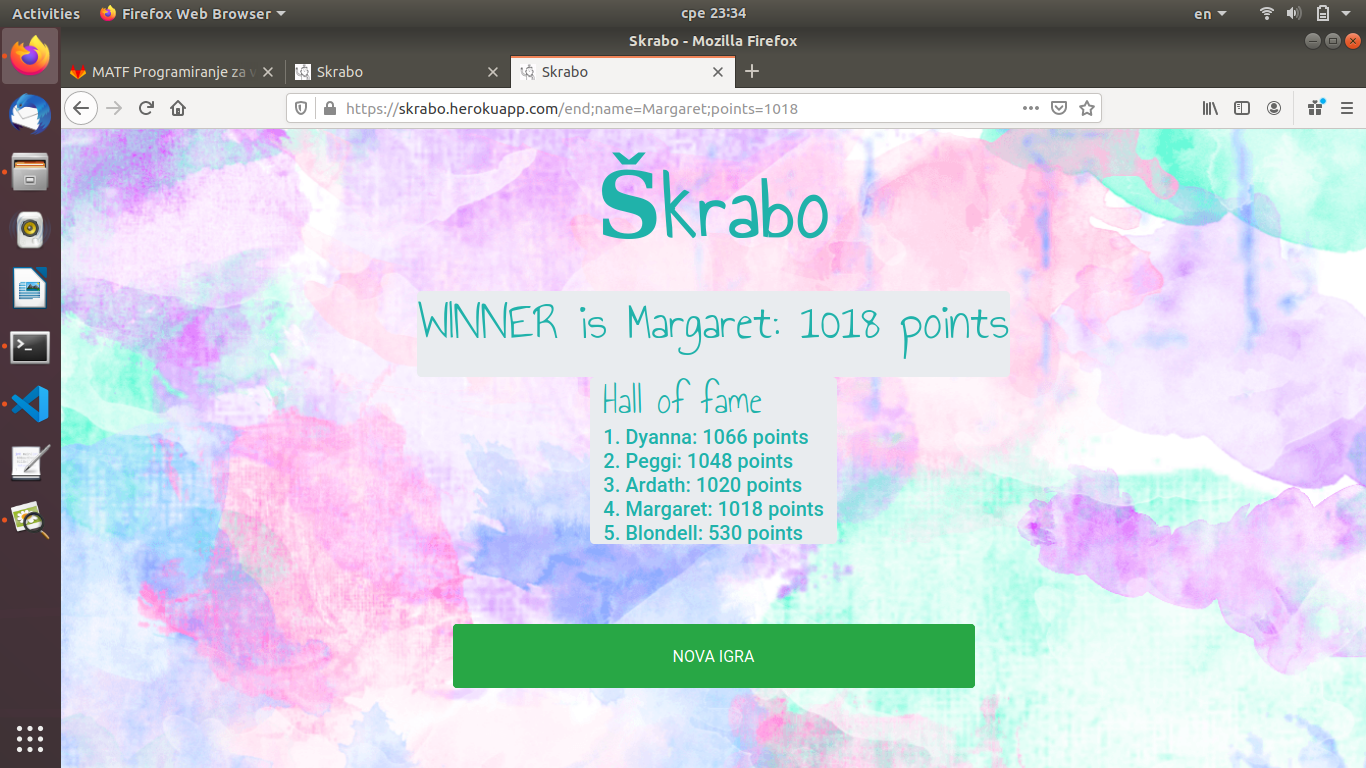 Activities
Firefox Web Browser
сре 23:34
en
Skrabo - Mozilla Firefox
MATF Programiranje za
Skrabo
Skrabo
https://skrabo.herokuapp.com/end;name=Margaret;points=1018
Škrabo
WINNER is Margaret: 1018 points
Hall of fame
1. Dyanna: 1066 points
2. Peggi: 1048 points
3. Ardath: 1020 points
4. Margaret: 1018 points
5. Blondell: 530 points
NOVA IGRA